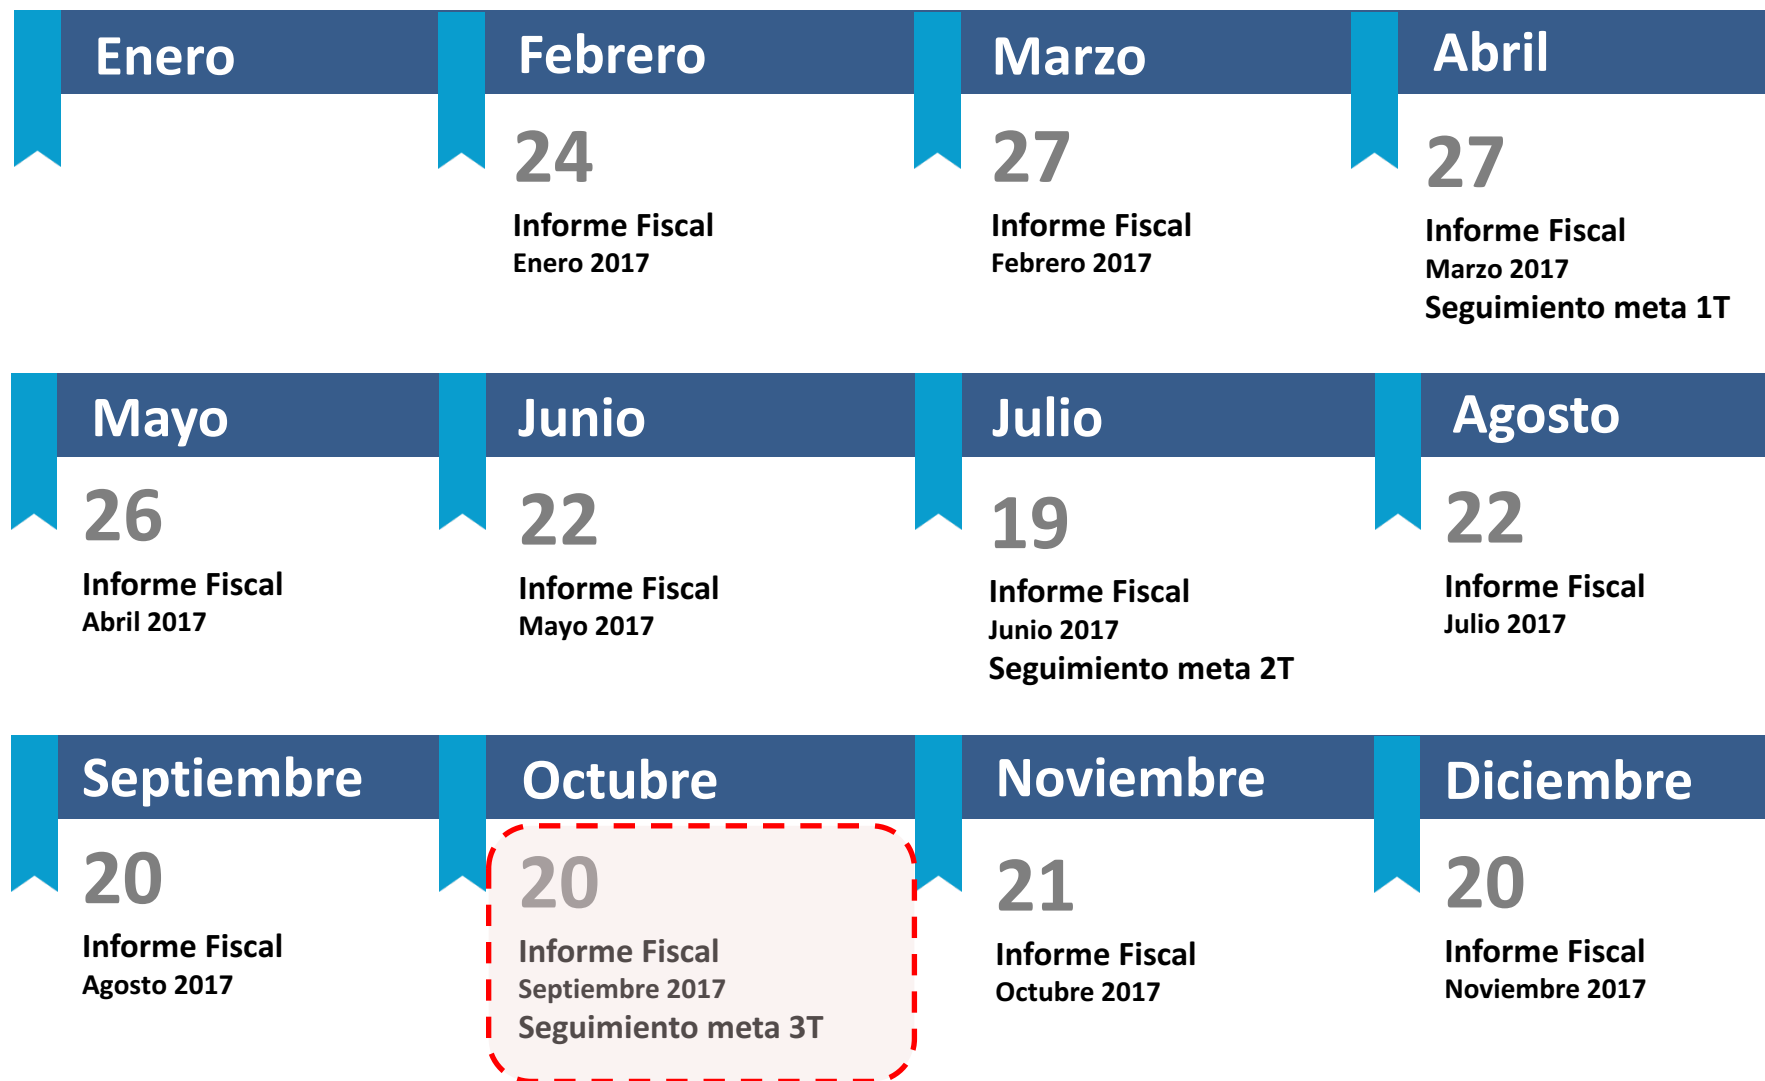 Enero
Febrero
24
Informe Fiscal
Enero 2017
Marzo
27
Informe Fiscal
Febrero 2017
Abril
27
Informe Fiscal
Marzo 2017
Seguimiento meta 1T
Mayo
26
Informe Fiscal
Abril 2017
Junio
22
Informe Fiscal
Mayo 2017
Julio
19
Informe Fiscal
Junio 2017
Seguimiento meta 2T
Agosto
22
Informe Fiscal
Julio 2017
Septiembre
20
Informe Fiscal
Agosto 2017
Octubre
20
Informe Fiscal
Septiembre 2017
Seguimiento meta 3T
Noviembre
21
Informe Fiscal
Octubre 2017
Diciembre
20
Informe Fiscal
Noviembre 2017